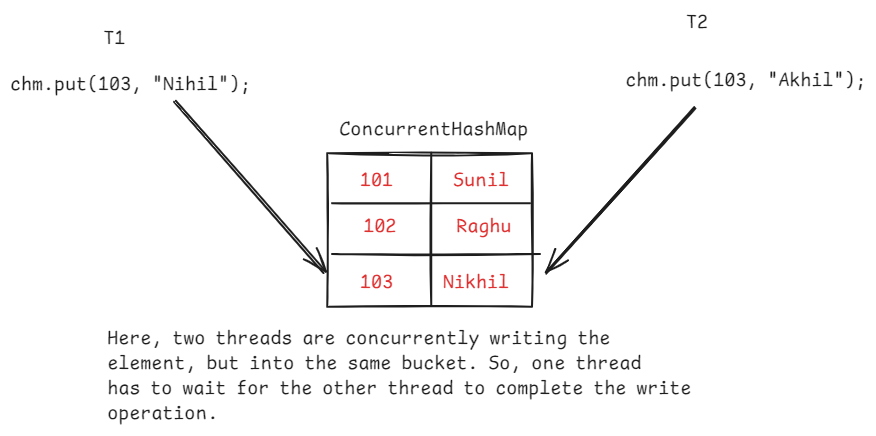 T1
T2
chm.put(103, "Nihil");
chm.put(103, "Akhil");
ConcurrentHashMap
101 Sunil
102 Raghu
103 Nikhil
Here, two threads are concurrently writing the
element, but into the same bucket. So, one thread
has to wait for the other thread to complete the write
operation.